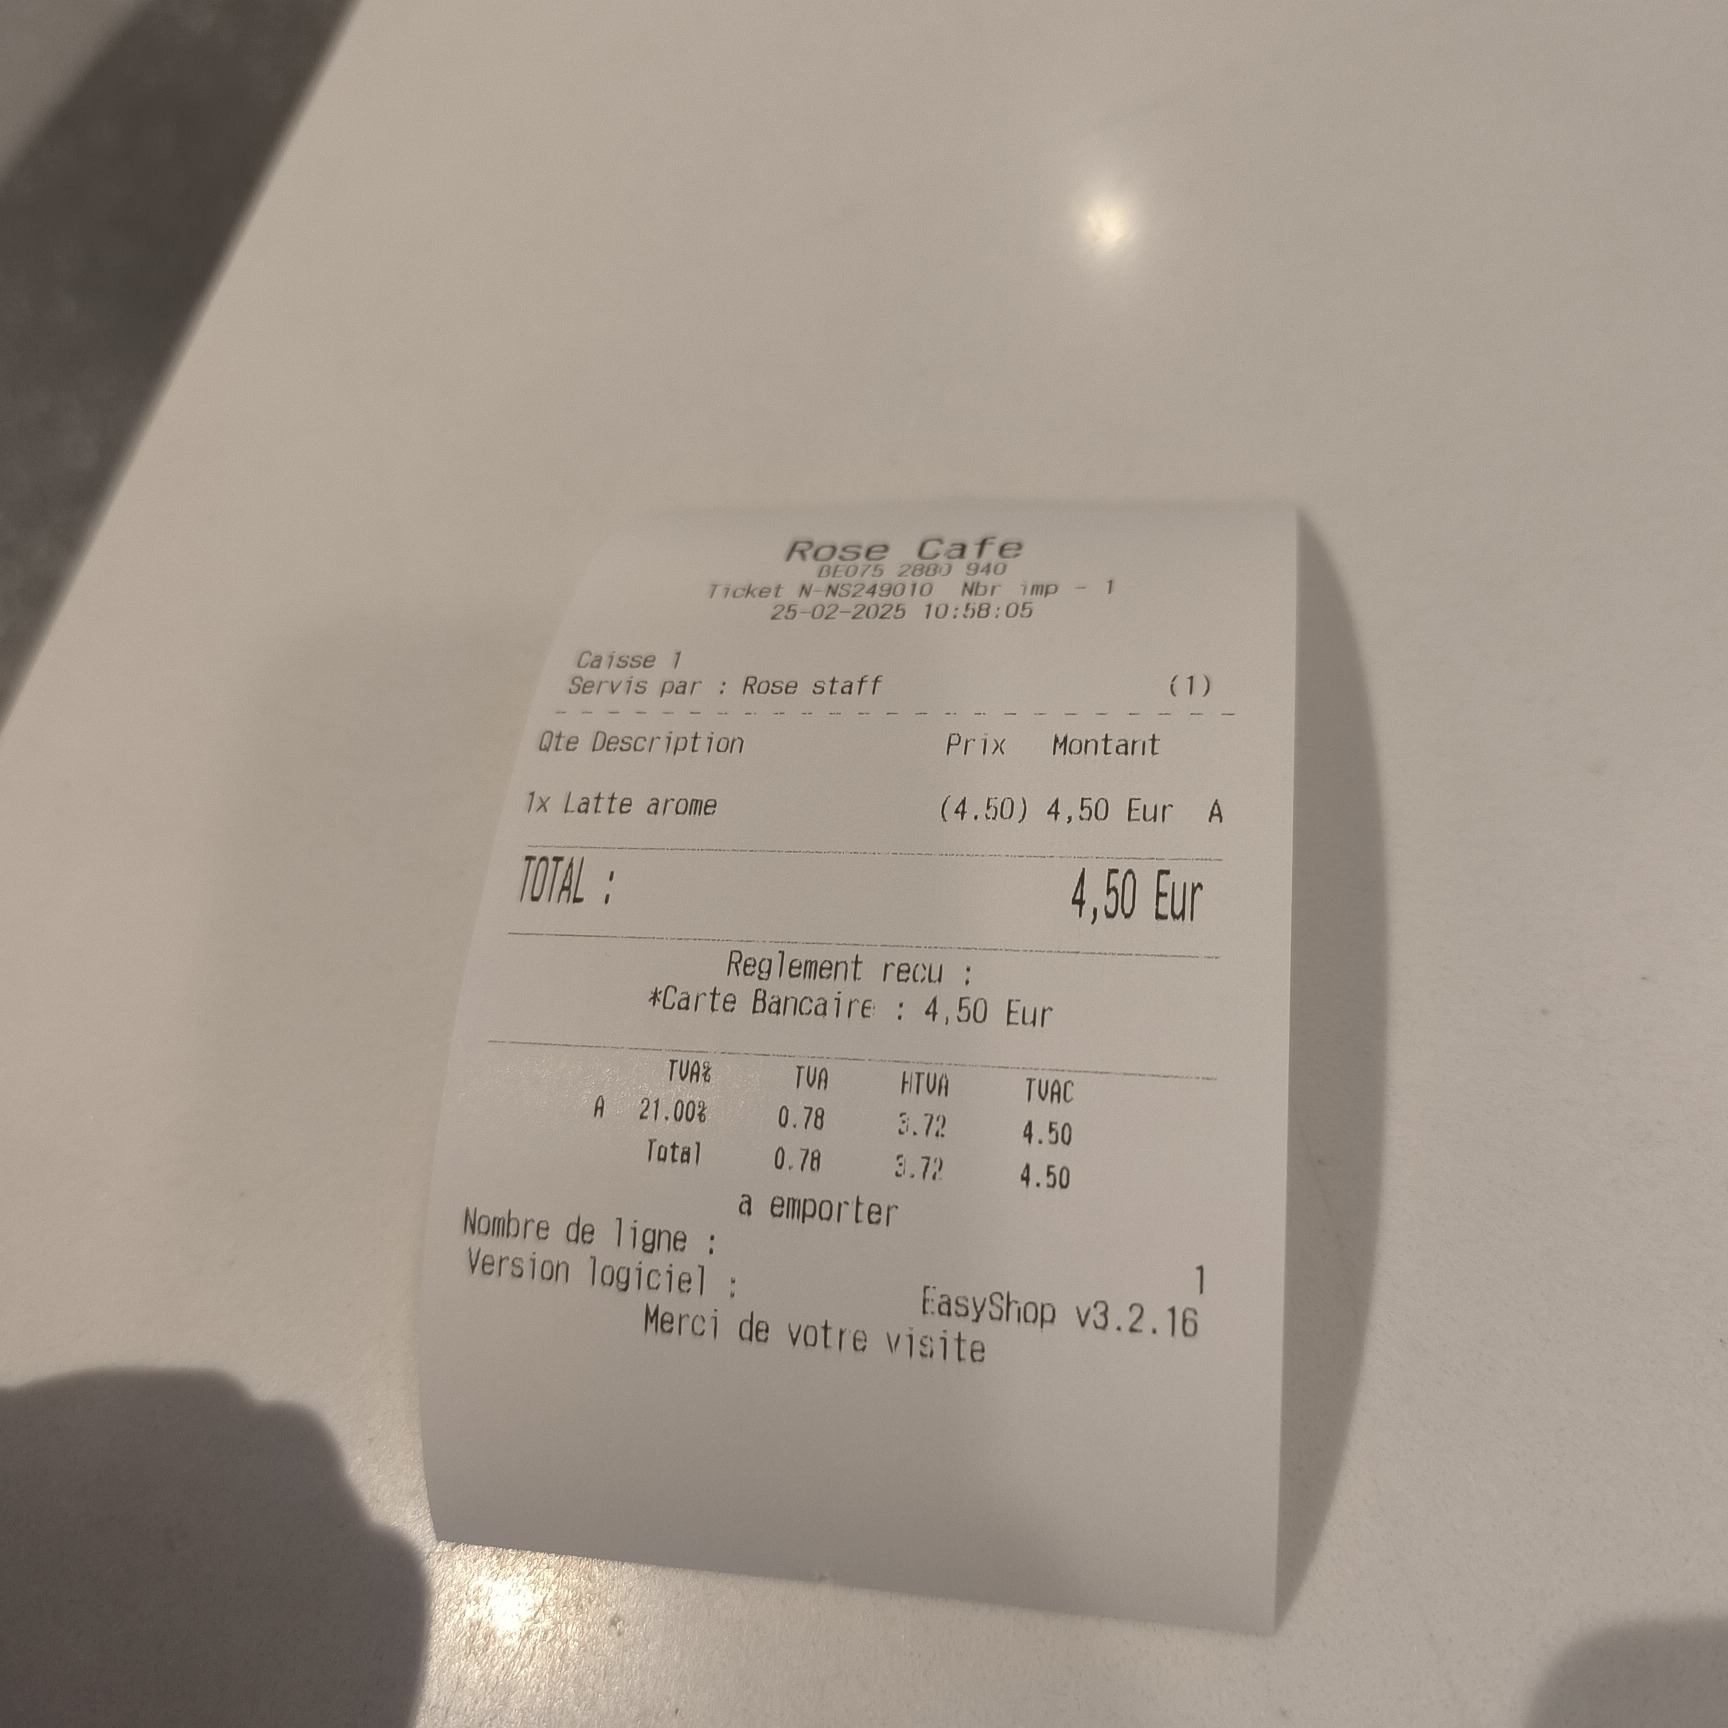 Rose Cafe
BE075 2880 940
Ticket N-NS249010 Nbr imp - 1
25-02-2025 10:58:05
Caisse 1
Servis par : Rose staff (1)
Qte Description Prix Montant
1x Latte arome (4.50) 4,50 Eur A
TOTAL : 4,50 Eur
Reglement recu :
*Carte Bancaire : 4,50 Eur
TVA% TVA HTVA TVAC
A 21.00% 0.78 3.72 4.50
Total 0.78 3.72 4.50
a emporter
Nombre de ligne : 1
Version logiciel : EasyShop v3.2.16
Merci de votre visite